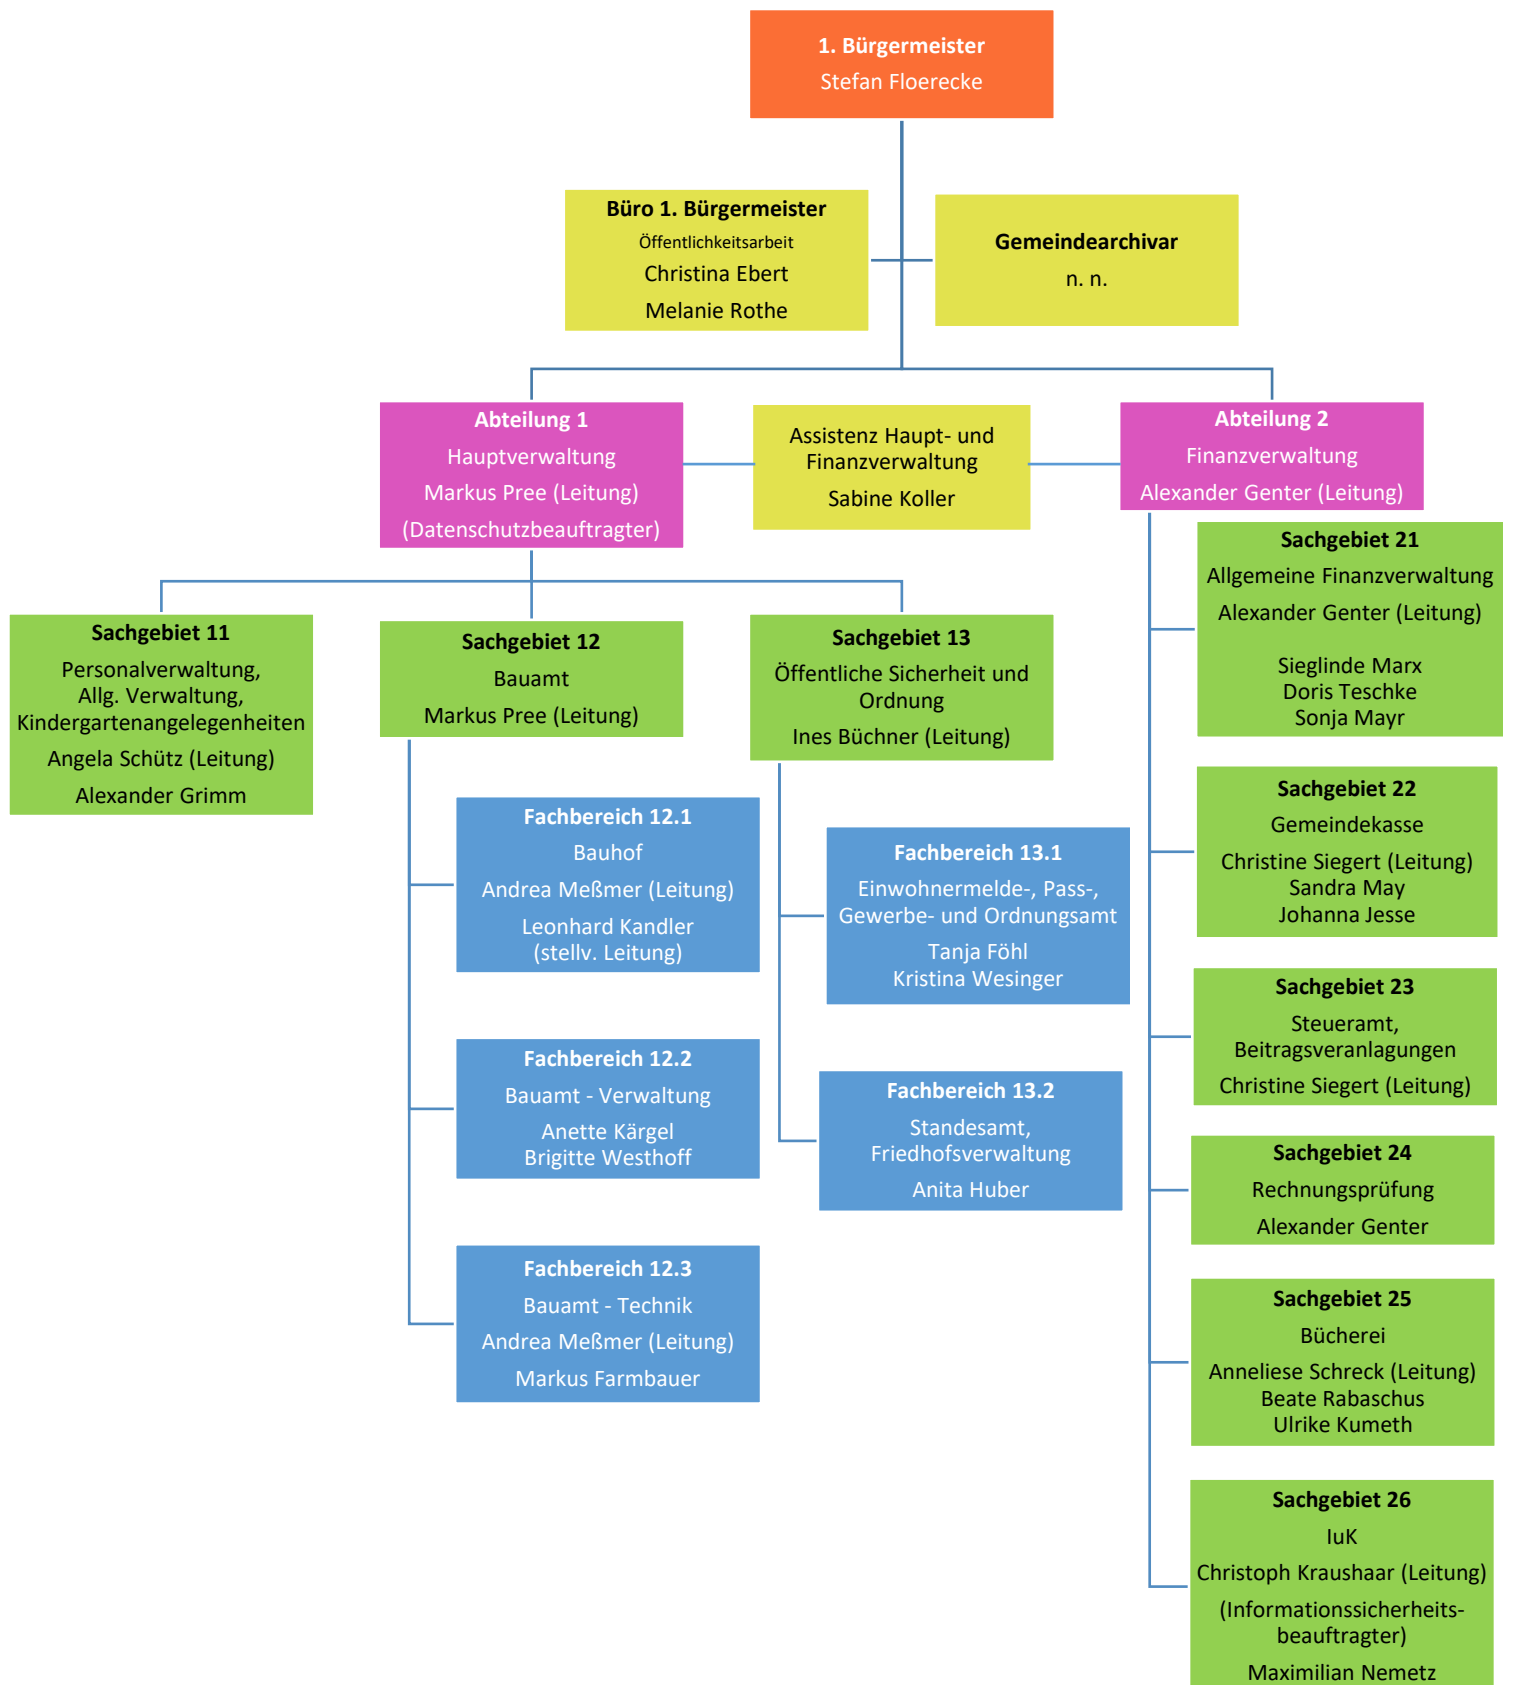 1. Bürgermeister
Stefan Floerecke
Büro 1. Bürgermeister
Öffentlichkeitsarbeit
Christina Ebert
Melanie Rothe
Gemeindearchivar
n. n.
Abteilung 1
Hauptverwaltung
Markus Pree (Leitung)
(Datenschutzbeauftragter)
Assistenz Haupt- und
Finanzverwaltung
Sabine Koller
Abteilung 2
Finanzverwaltung
Alexander Genter (Leitung)
Sachgebiet 11
Personalverwaltung,
Allg. Verwaltung,
Kindergartenangelegenheiten
Angela Schütz (Leitung)
Alexander Grimm
Sachgebiet 12
Bauamt
Markus Pree (Leitung)
Fachbereich 12.1
Bauhof
Andrea Meßmer (Leitung)
Leonhard Kandler
(stellv. Leitung)
Fachbereich 12.2
Bauamt - Verwaltung
Anette Kärgel
Brigitte Westhoff
Fachbereich 12.3
Bauamt - Technik
Andrea Meßmer (Leitung)
Markus Farmbauer
Sachgebiet 13
Öffentliche Sicherheit und
Ordnung
Ines Büchner (Leitung)
Fachbereich 13.1
Einwohnermelde-, Pass-,
Gewerbe- und Ordnungsamt
Tanja Föhl
Kristina Wesinger
Fachbereich 13.2
Standesamt,
Friedhofsverwaltung
Anita Huber
Sachgebiet 21
Allgemeine Finanzverwaltung
Alexander Genter (Leitung)
Sieglinde Marx
Doris Teschke
Sonja Mayr
Sachgebiet 22
Gemeindekasse
Christine Siegert (Leitung)
Sandra May
Johanna Jesse
Sachgebiet 23
Steueramt,
Beitragsveranlagungen
Christine Siegert (Leitung)
Sachgebiet 24
Rechnungsprüfung
Alexander Genter
Sachgebiet 25
Bücherei
Anneliese Schreck (Leitung)
Beate Rabaschus
Ulrike Kumeth
Sachgebiet 26
IuK
Christoph Kraushaar (Leitung)
(Informationssicherheits-
beauftragter)
Maximilian Nemetz